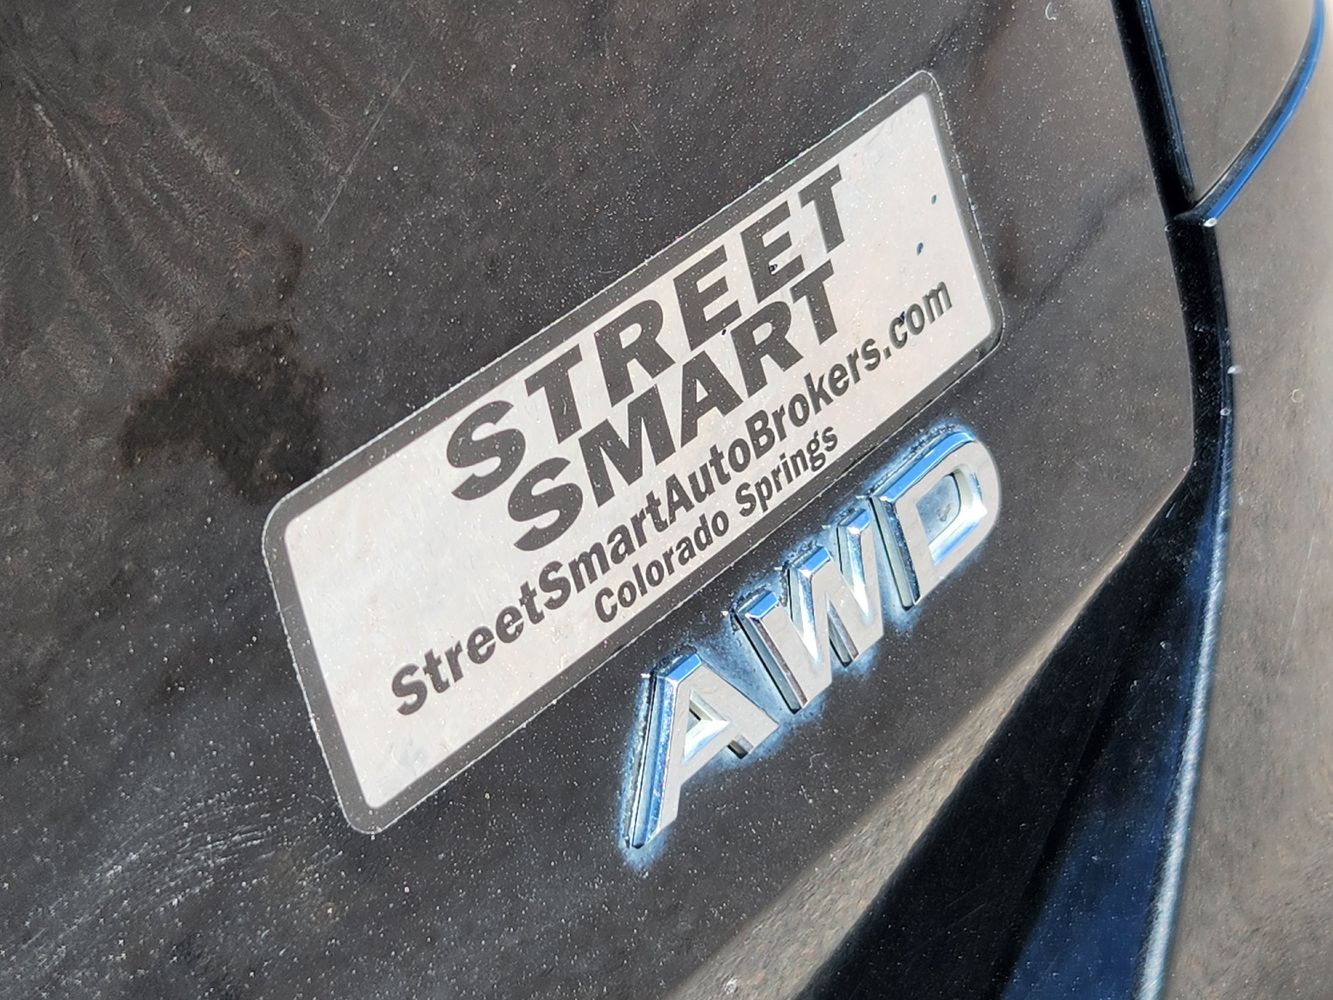 STREET
SMART
StreetSmartAutoBrokers.com
Colorado Springs
AWD